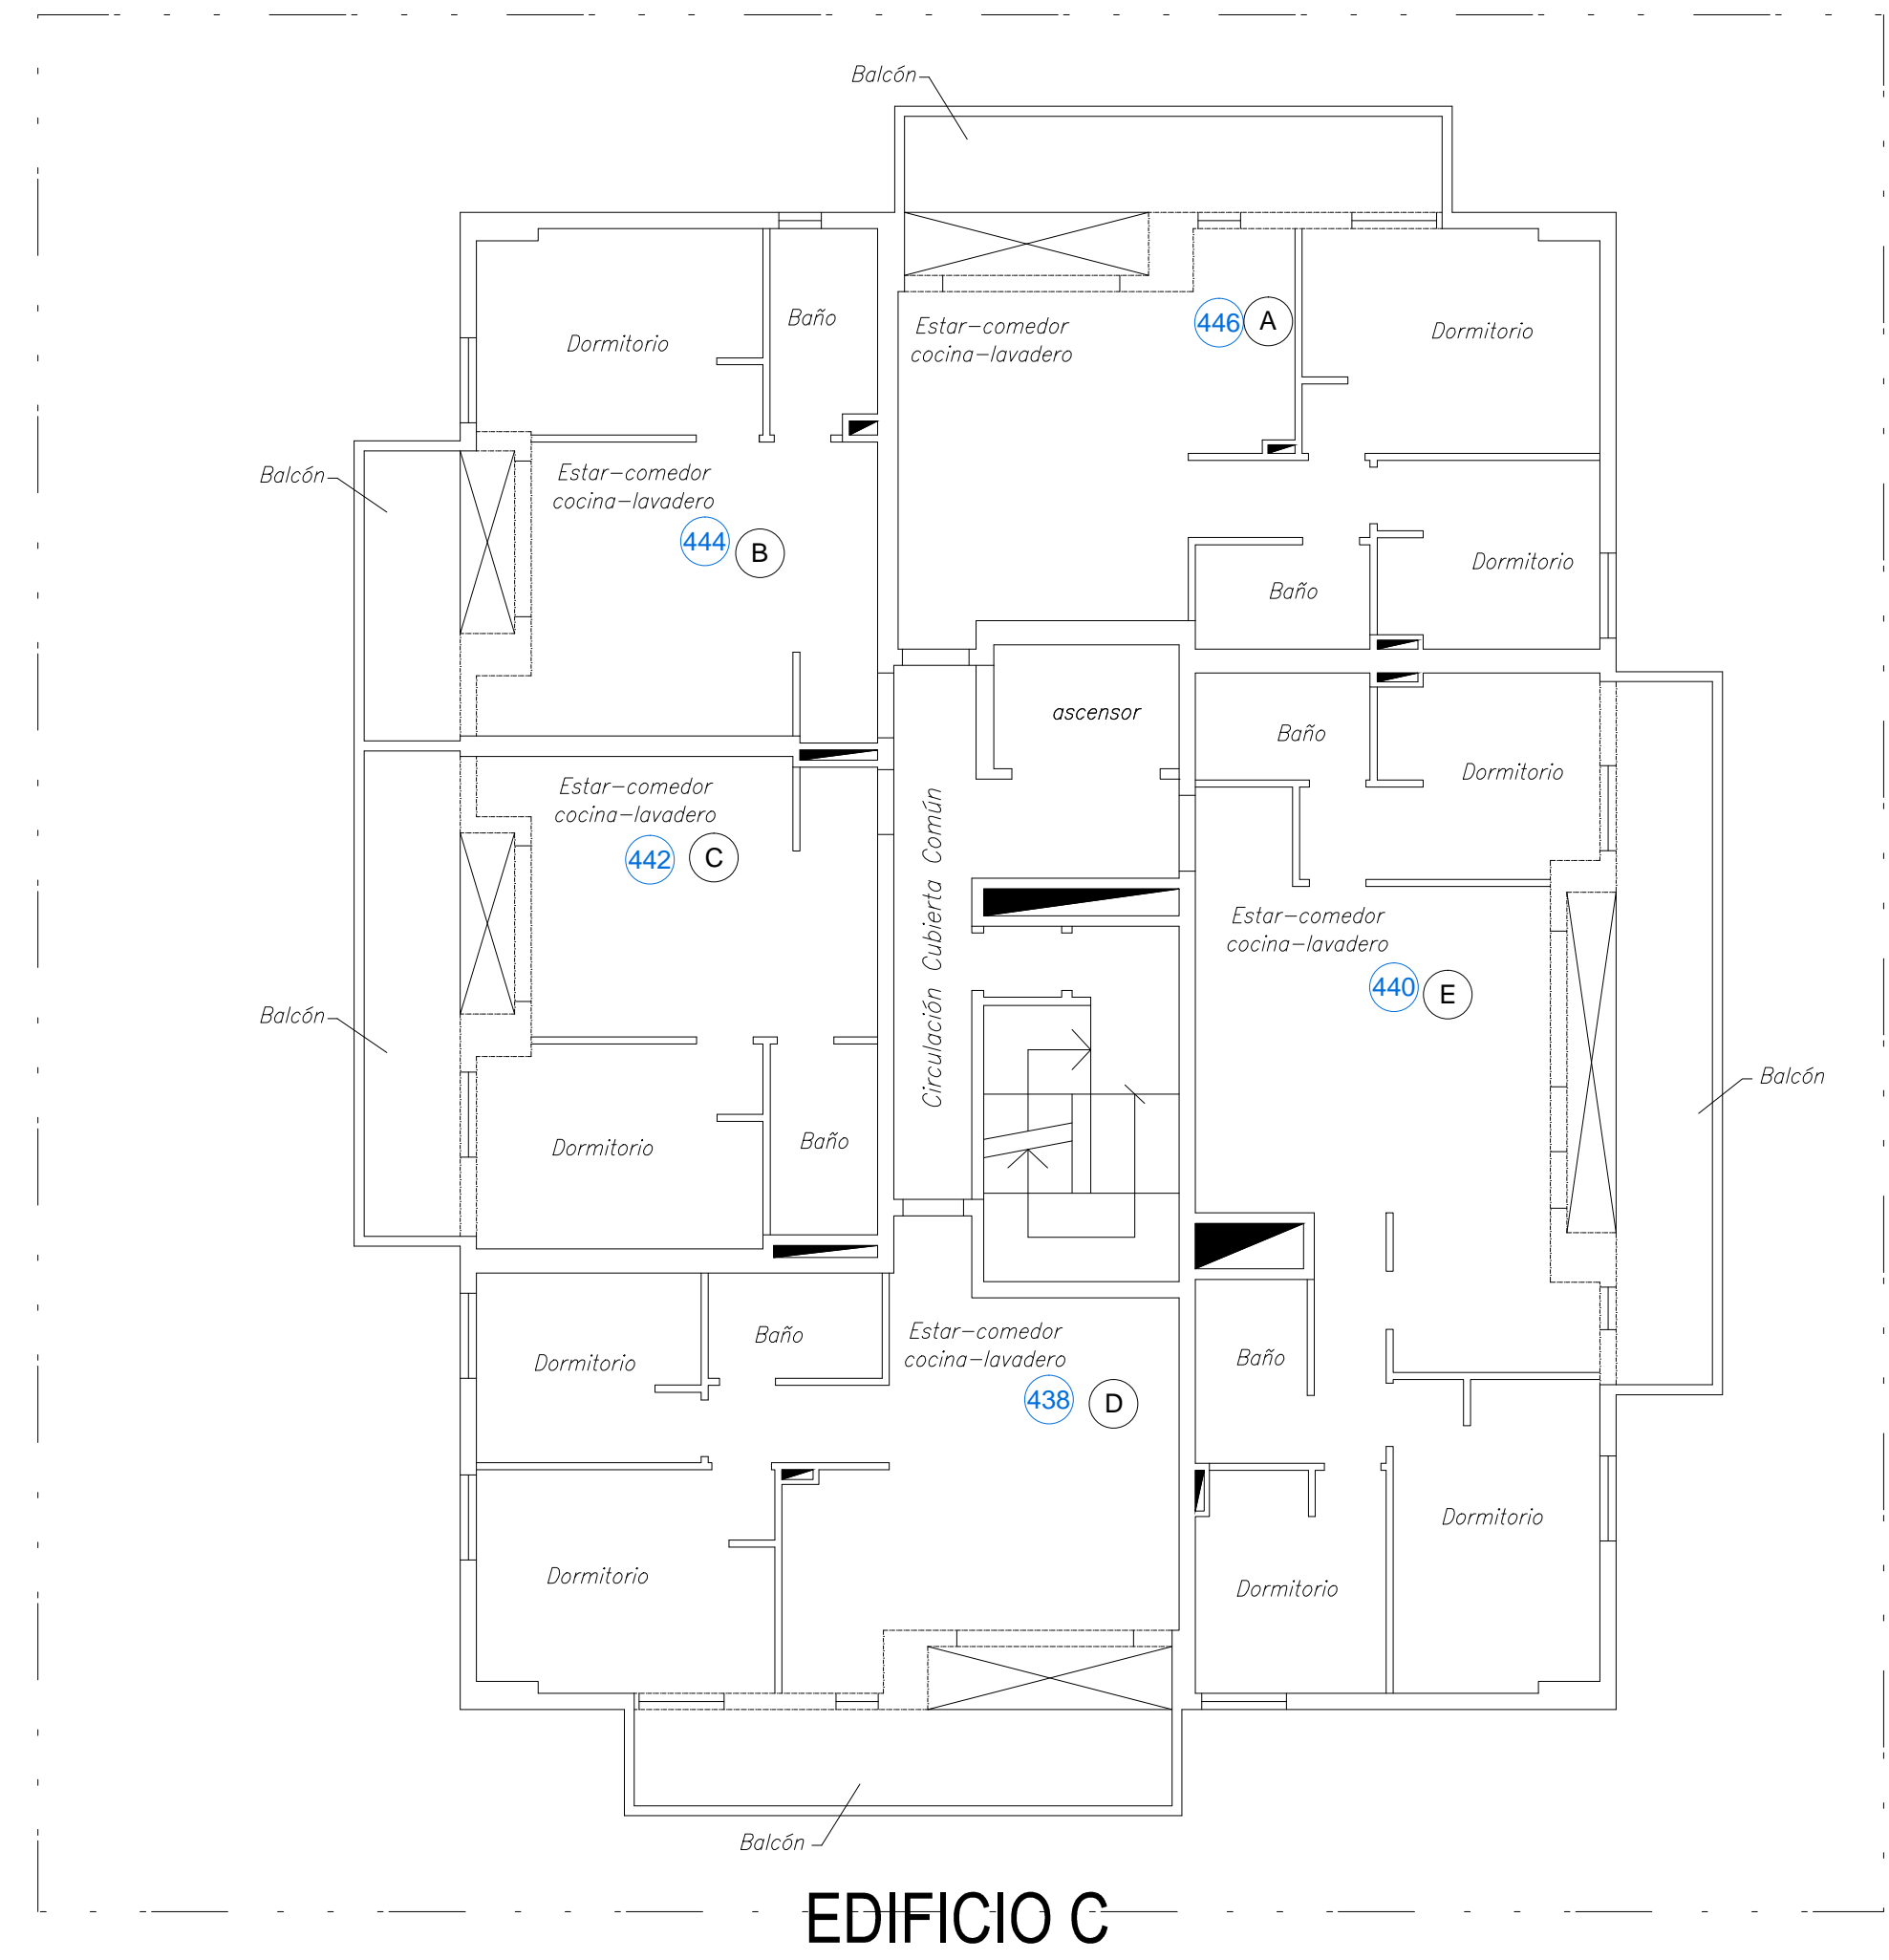 Balcón
Baño
Dormitorio
Estar-comedor
cocina-lavadero
446
A
Dormitorio
Balcón
Estar-comedor
cocina-lavadero
444
B
Dormitorio
Baño
ascensor
Baño
Dormitorio
Estar-comedor
cocina-lavadero
442
C
Circulación Cubierta Común
Estar-comedor
cocina-lavadero
440
E
Balcón
Balcón
Dormitorio
Baño
Estar-comedor
cocina-lavadero
438
D
Baño
Dormitorio
Baño
Dormitorio
Dormitorio
Dormitorio
Balcón
EDIFICIO C